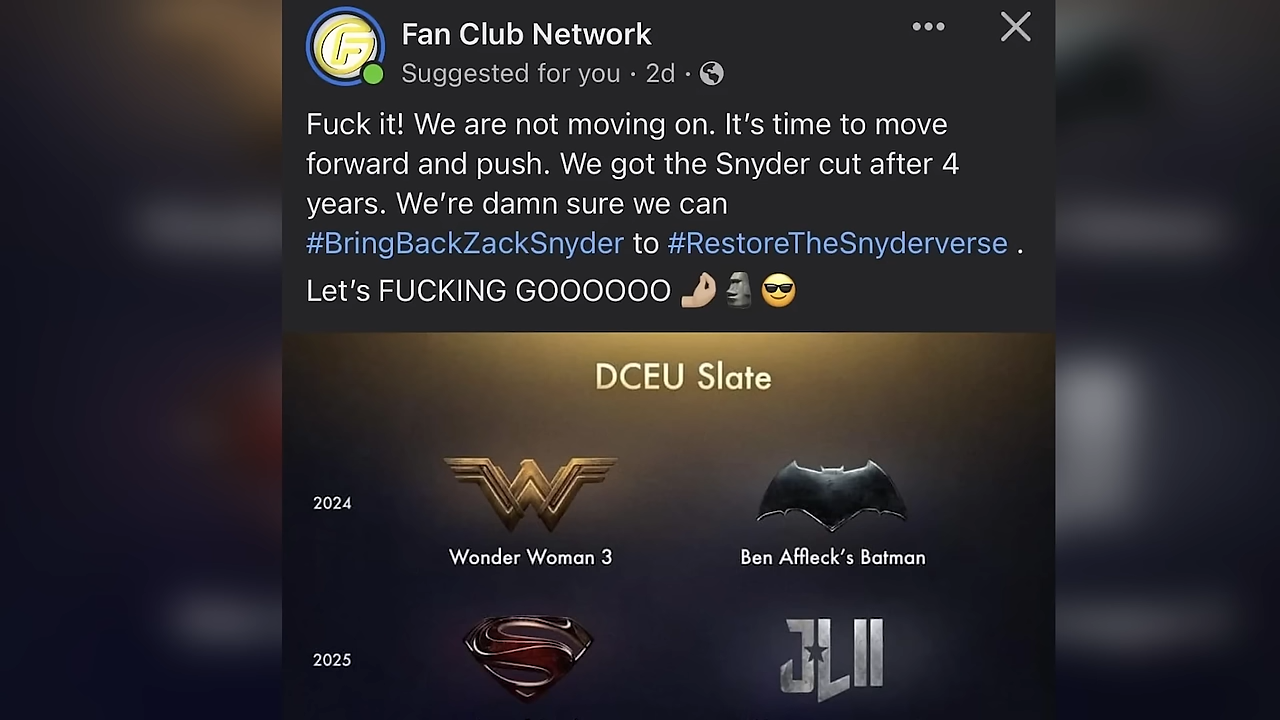 Fan Club Network
Suggested for you · 2d ·
Fuck it! We are not moving on. It’s time to move
forward and push. We got the Snyder cut after 4
years. We’re damn sure we can
#BringBackZackSnyder to #RestoreTheSnyderverse .
Let’s FUCKING GOOOOOO 🤌🏼🗿😎
DCEU Slate
2024
Wonder Woman 3
Ben Affleck’s Batman
2025
JLII